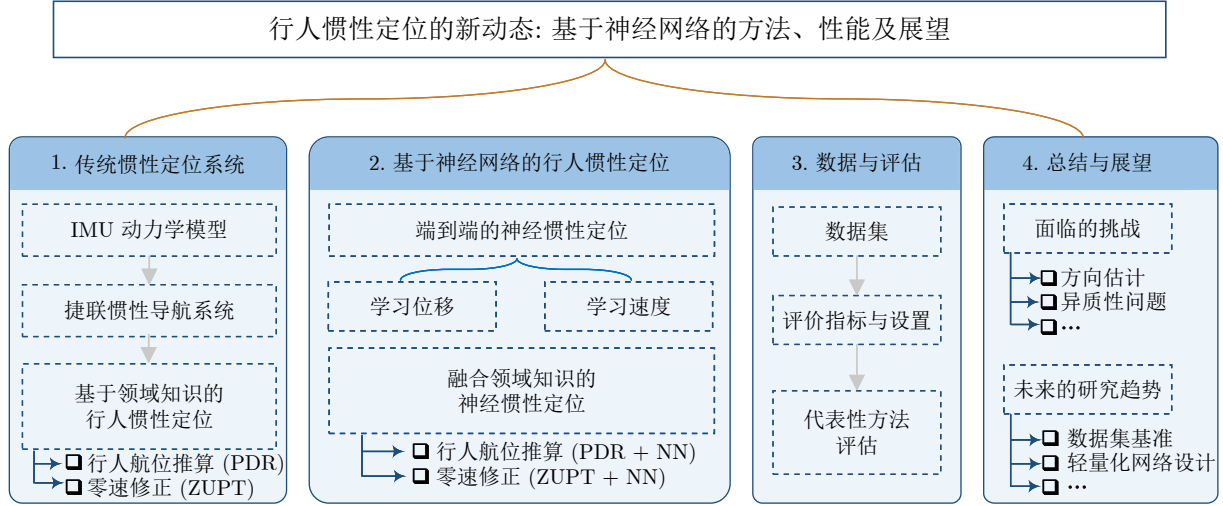 行人惯性定位的新动态: 基于神经网络的方法、性能及展望
1. 传统惯性定位系统
IMU 动力学模型
捷联惯性导航系统
基于领域知识的
行人惯性定位
行人航位推算 (PDR)
零速修正 (ZUPT)
2. 基于神经网络的行人惯性定位
端到端的神经惯性定位
学习位移
学习速度
融合领域知识的
神经惯性定位
行人航位推算 (PDR + NN)
零速修正 (ZUPT + NN)
3. 数据与评估
数据集
评价指标与设置
代表性方法
评估
4. 总结与展望
面临的挑战
方向估计
异质性问题
…
未来的研究趋势
数据集基准
轻量化网络设计
…